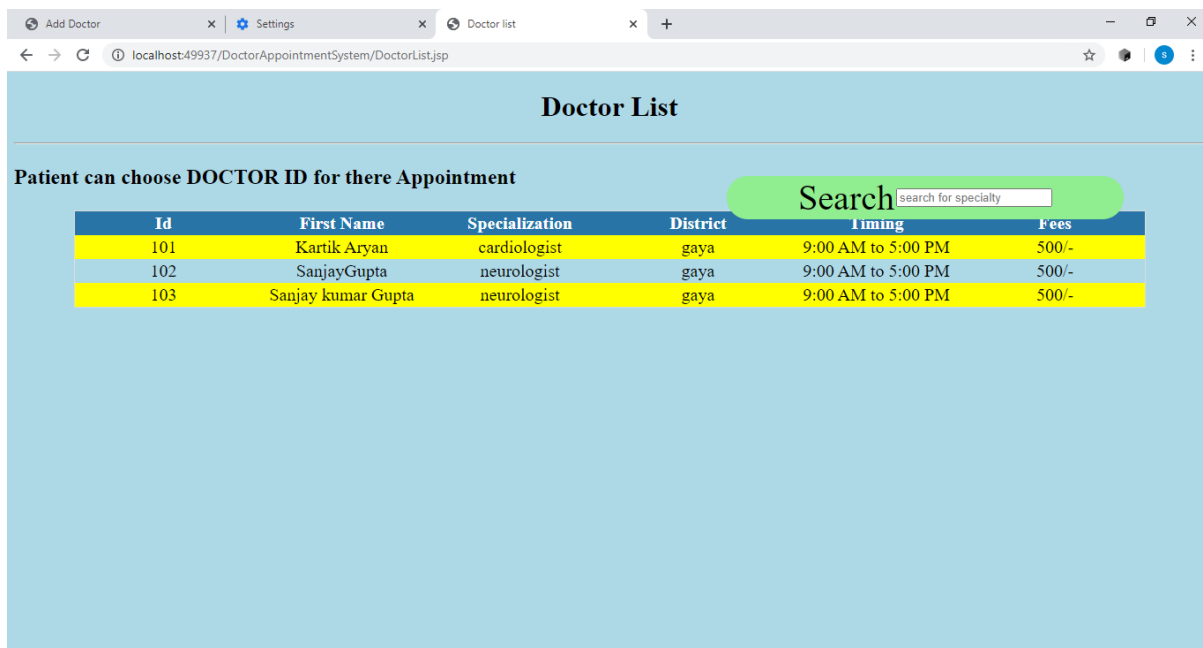 Add Doctor Settings Doctor list
localhost:49937/DoctorAppointmentSystem/DoctorList.jsp S
Doctor List
Patient can choose DOCTOR ID for there Appointment
Search search for specialty
Id First Name Specialization District Timing Fees
101 Kartik Aryan cardiologist gaya 9:00 AM to 5:00 PM 500/-
102 SanjayGupta neurologist gaya 9:00 AM to 5:00 PM 500/-
103 Sanjay kumar Gupta neurologist gaya 9:00 AM to 5:00 PM 500/-